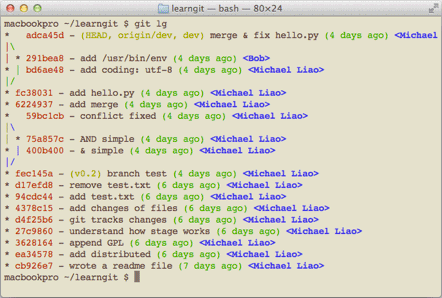 learngit — bash — 80×24
macbookpro ~/learngit $ git lg
*   adca45d - (HEAD, origin/dev, dev) merge & fix hello.py (4 days ago) <Michael
|\
| * 291bea8 - add /usr/bin/env (4 days ago) <Bob>
* | bd6ae48 - add coding: utf-8 (4 days ago) <Michael Liao>
|/
* fc38031 - add hello.py (4 days ago) <Michael Liao>
* 6224937 - add merge (4 days ago) <Michael Liao>
*   59bc1cb - conflict fixed (4 days ago) <Michael Liao>
|\
| * 75a857c - AND simple (4 days ago) <Michael Liao>
* | 400b400 - & simple (4 days ago) <Michael Liao>
|/
* fec145a - (v0.2) branch test (4 days ago) <Michael Liao>
* d17efd8 - remove test.txt (6 days ago) <Michael Liao>
* 94cdc44 - add test.txt (6 days ago) <Michael Liao>
* 4378c15 - add changes of files (6 days ago) <Michael Liao>
* d4f25b6 - git tracks changes (6 days ago) <Michael Liao>
* 27c9860 - understand how stage works (6 days ago) <Michael Liao>
* 3628164 - append GPL (6 days ago) <Michael Liao>
* ea34578 - add distributed (6 days ago) <Michael Liao>
* cb926e7 - wrote a readme file (7 days ago) <Michael Liao>
macbookpro ~/learngit $